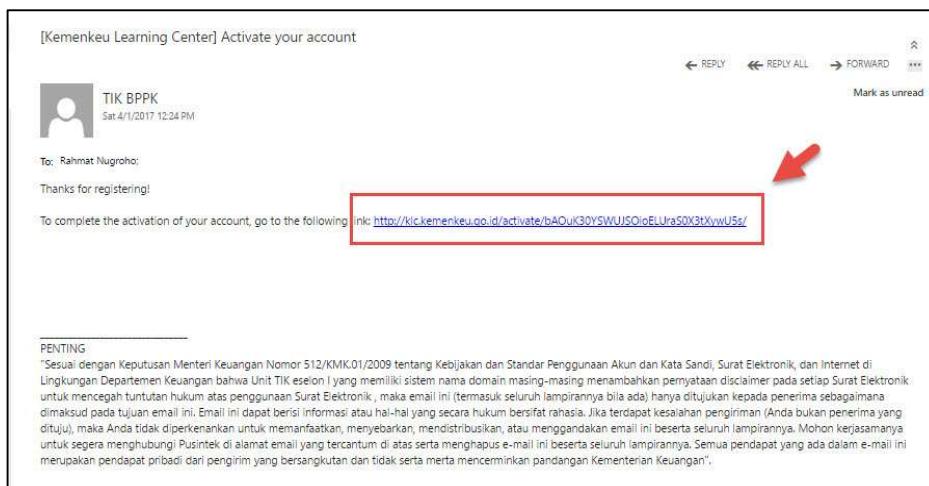 [Kemenkeu Learning Center] Activate your account
REPLY REPLY ALL FORWARD
TIK BPPK
Mark as unread
Sat 4/1/2017 12:24 PM
To: Rahmat Nugroho;
Thanks for registering!
To complete the activation of your account, go to the following ink: http://klc.kemenkeu.go.id/activate/bAOuK30YSWUJSOioELUraS0X3tXywU5s/
PENTING
"Sesuai dengan Keputusan Menteri Keuangan Nomor 512/KMK.01/2009 tentang Kebijakan dan Standar Penggunaan Akun dan Kata Sandi, Surat Elektronik, dan Internet di
Lingkungan Departemen Keuangan bahwa Unit TIK eselon I yang memiliki sistem nama domain masing-masing menambahkan pernyataan disclaimer pada setiap Surat Elektronik
untuk mencegah tuntutan hukum atas penggunaan Surat Elektronik , maka email ini (termasuk seluruh lampirannya bila ada) hanya ditujukan kepada penerima sebagaimana
dimaksud pada tujuan email ini. Email ini dapat berisi informasi atau hal-hal yang secara hukum bersifat rahasia. Jika terdapat kesalahan pengiriman (Anda bukan penerima yang
dituju), maka Anda tidak diperkenankan untuk memanfaatkan, menyebarkan, mendistribusikan, atau menggandakan email ini beserta seluruh lampirannya. Mohon kerjasamanya
untuk segera menghubungi Pusintek di alamat email yang tercantum di atas serta menghapus e-mail ini beserta seluruh lampirannya. Semua pendapat yang ada dalam e-mail ini
merupakan pendapat pribadi dari pengirim yang bersangkutan dan tidak serta merta mencerminkan pandangan Kementerian Keuangan".